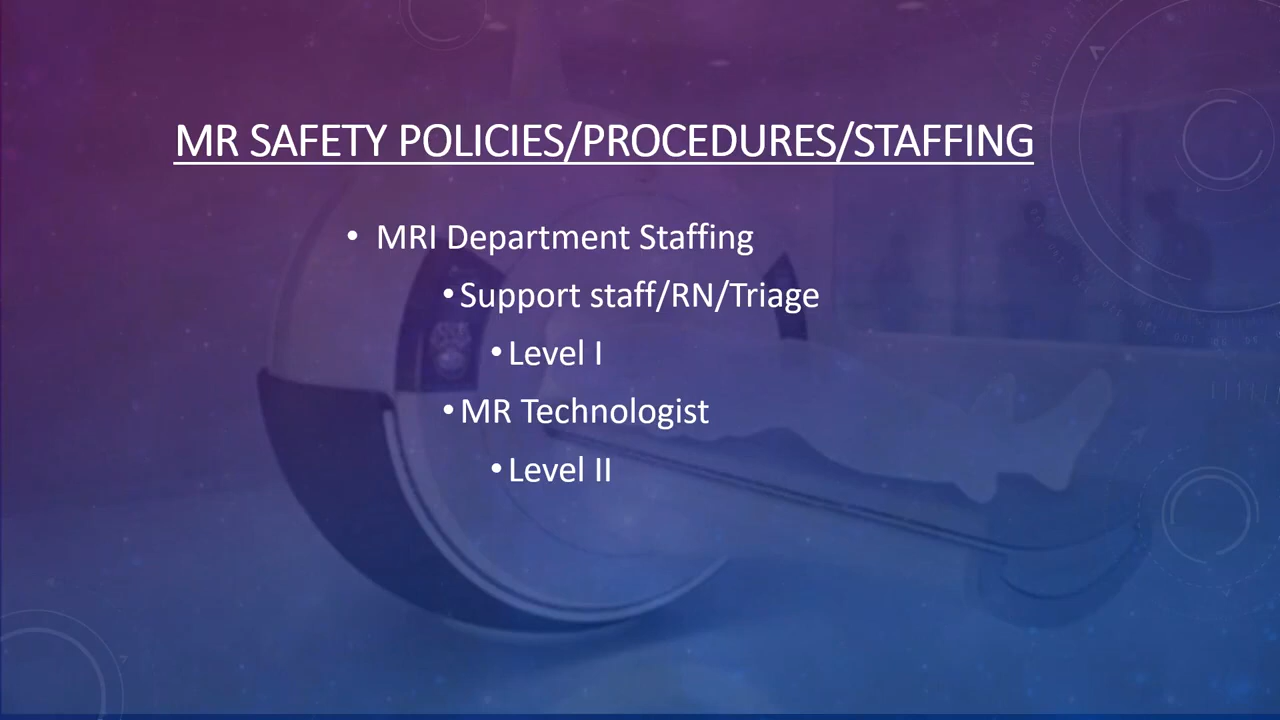 MR SAFETY POLICIES/PROCEDURES/STAFFING
• MRI Department Staffing
• Support staff/RN/Triage
• Level I
• MR Technologist
• Level II